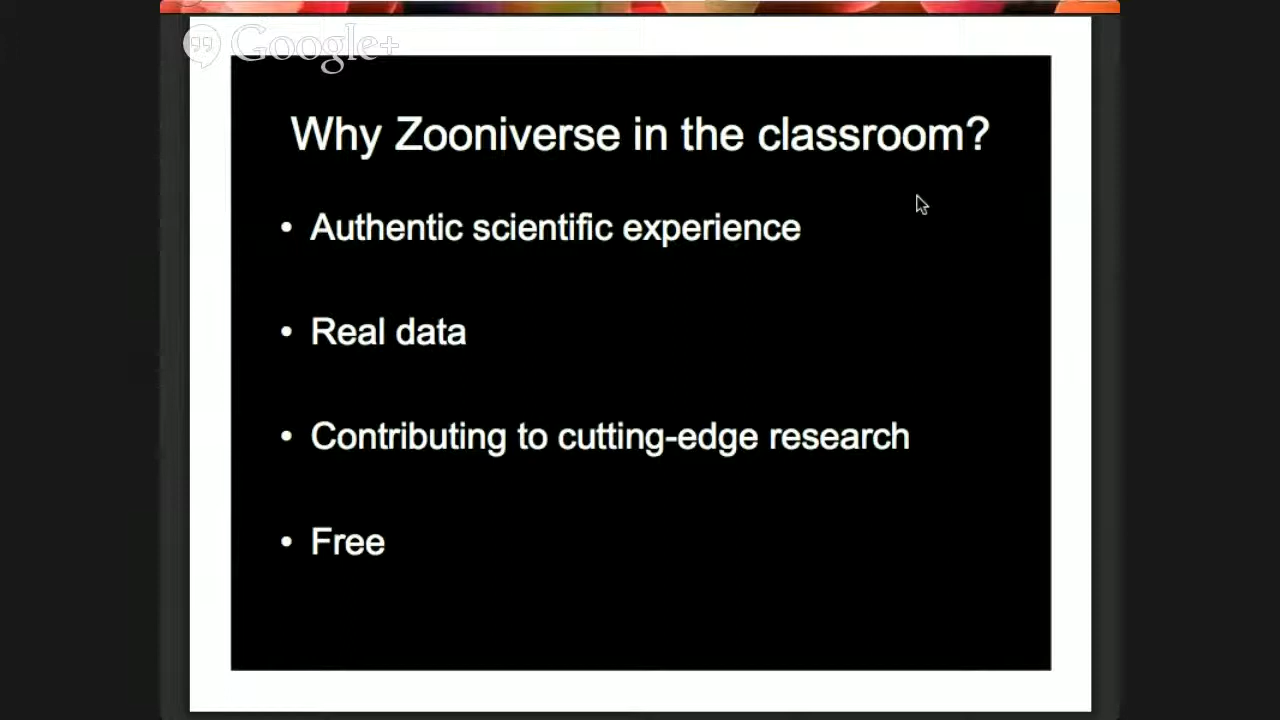 Google+
Why Zooniverse in the classroom?
• Authentic scientific experience
• Real data
• Contributing to cutting-edge research
• Free